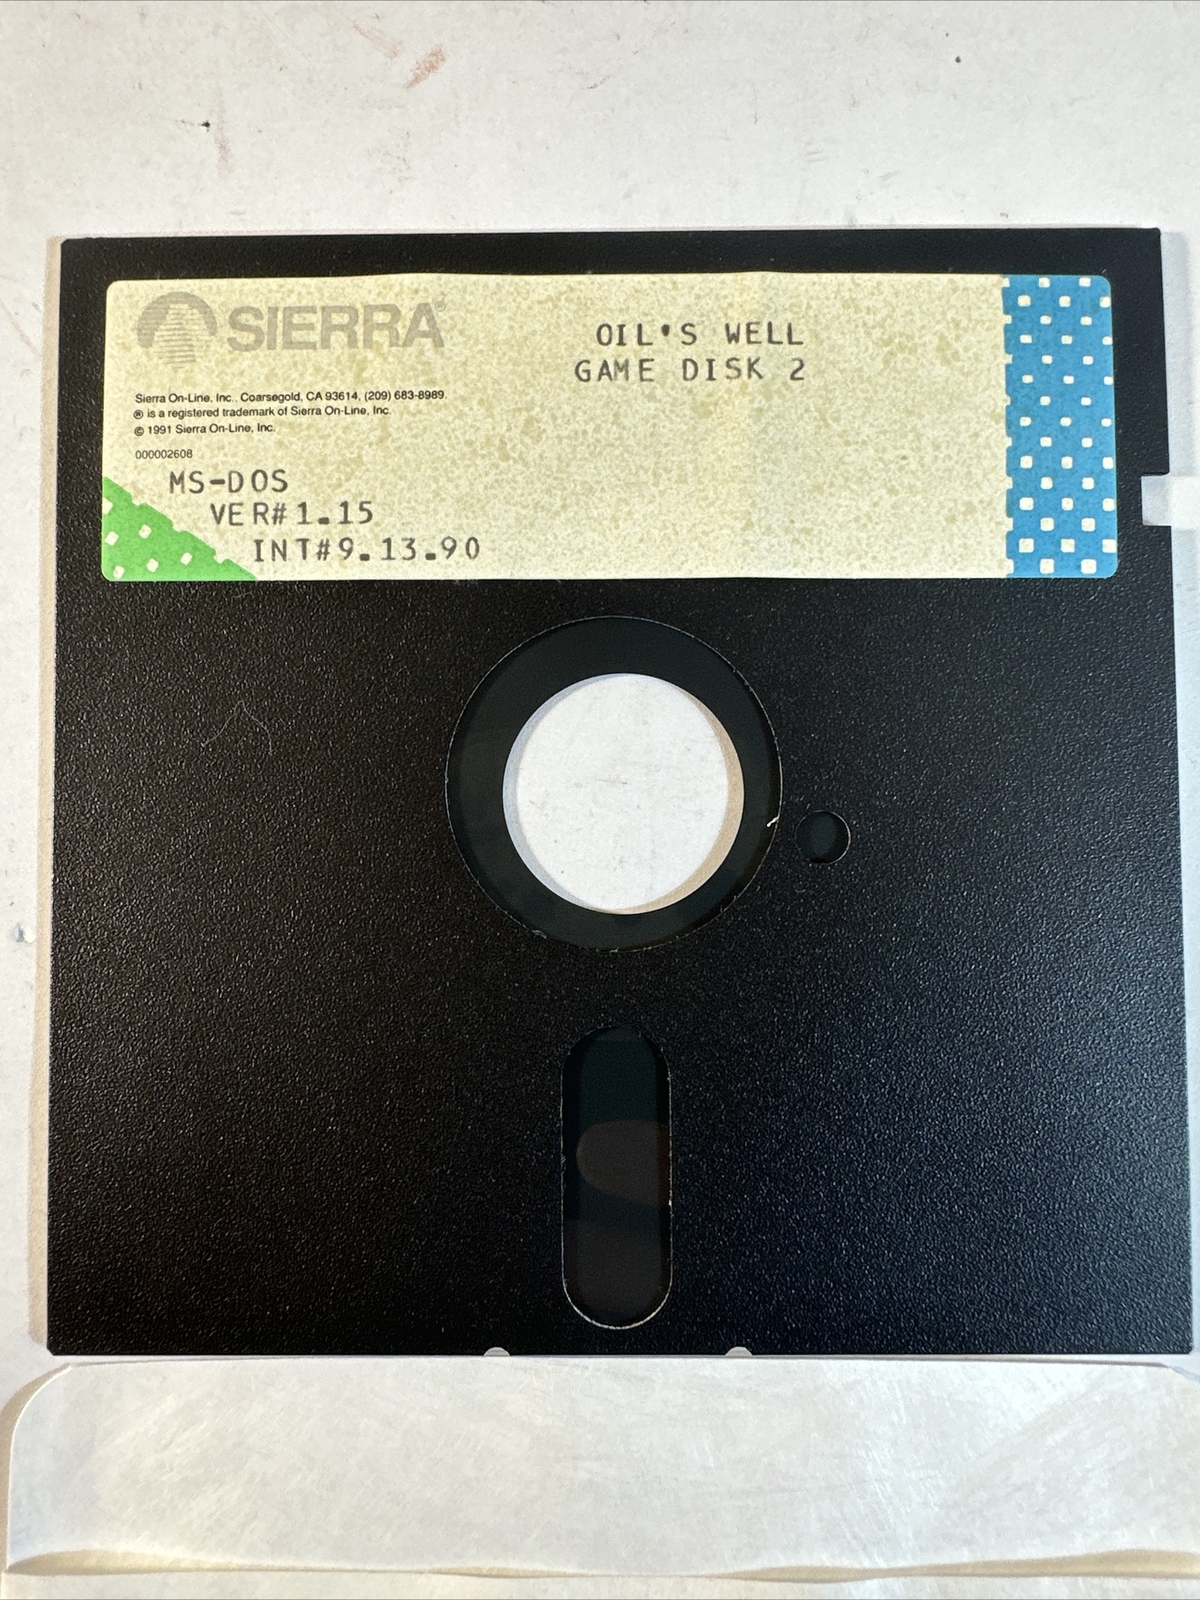 SIERRA®
OIL'S WELL
GAME DISK 2
Sierra On-Line, Inc., Coarsegold, CA 93614, (209) 683-8989.
® is a registered trademark of Sierra On-Line, Inc.
© 1991 Sierra On-Line, Inc.
000002608
MS-DOS
VER#1.15
INT#9.13.90